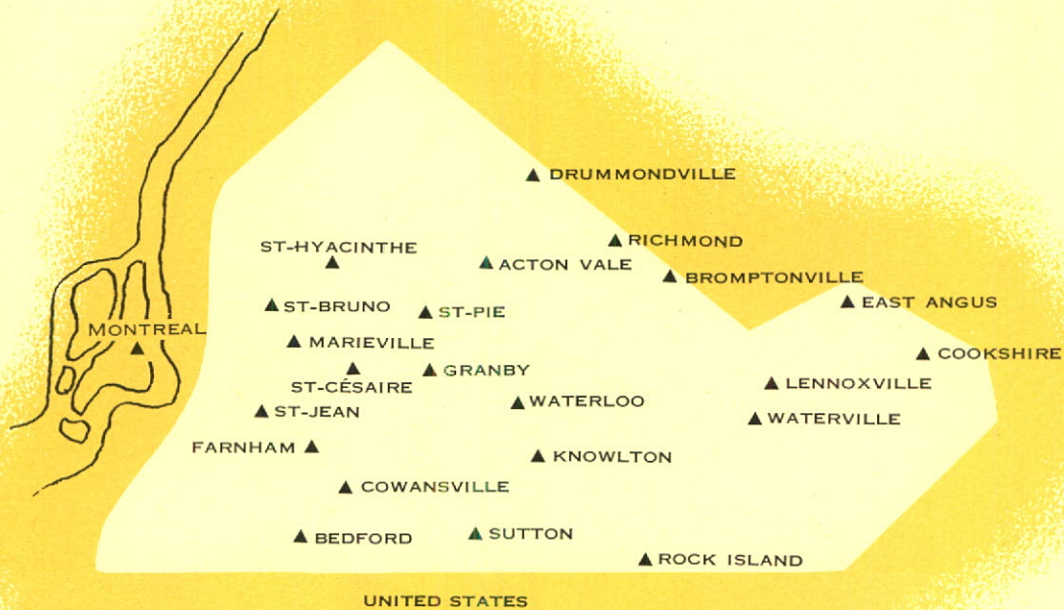 DRUMMONDVILLE
RICHMOND
ST-HYACINTHE
ACTON VALE
BROMPTONVILLE
ST-BRUNO
ST-PIE
EAST ANGUS
MONTREAL
MARIEVILLE
COOKSHIRE
GRANBY
ST-CÉSAIRE
LENNOXVILLE
ST-JEAN
WATERLOO
WATERVILLE
FARNHAM
KNOWLTON
COWANSVILLE
BEDFORD
SUTTON
ROCK ISLAND
UNITED STATES